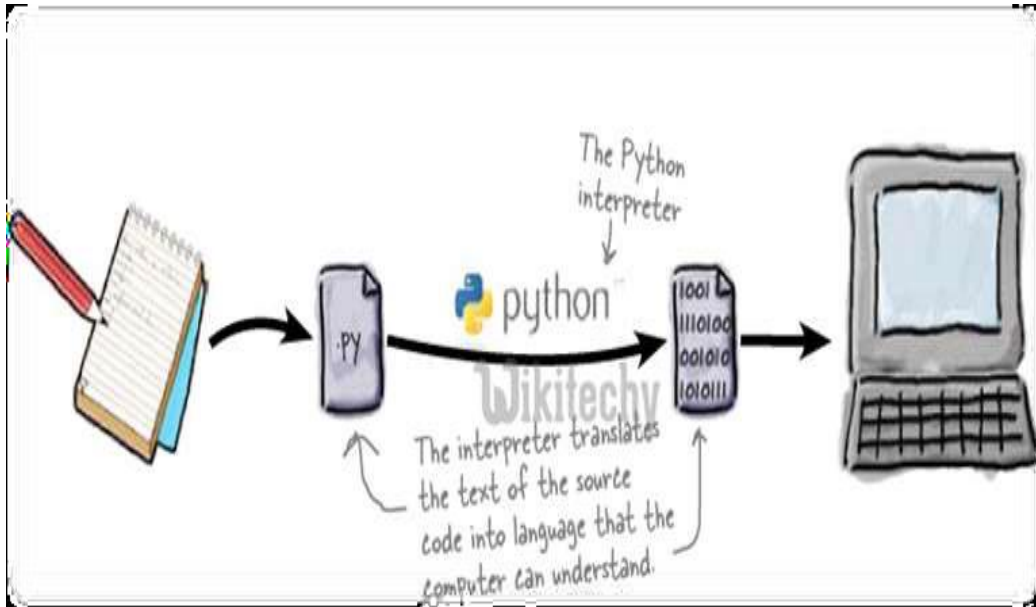 The Python
interpreter
python
.PY
1001
1110100
001010
1010111
Wikitechy
The interpreter translates
the text of the source
code into language that the
computer can understand.